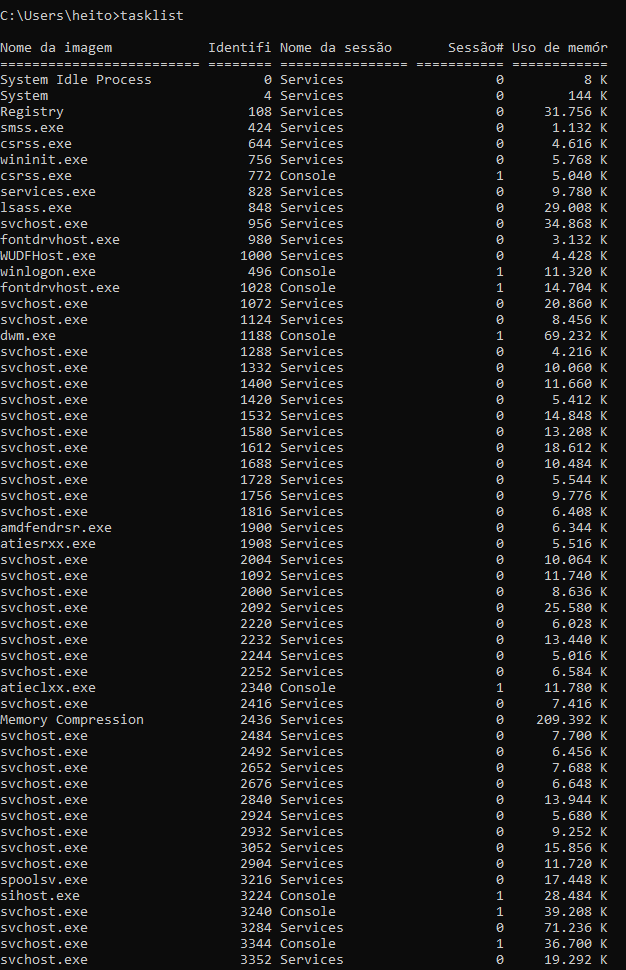 C:\Users\heito>tasklist
Nome da imagem Identifi Nome da sessão Sessão# Uso de memór
========================= ======== ================ =========== ============
System Idle Process 0 Services 0 8 K
System 4 Services 0 144 K
Registry 108 Services 0 31.756 K
smss.exe 424 Services 0 1.132 K
csrss.exe 644 Services 0 4.616 K
wininit.exe 756 Services 0 5.768 K
csrss.exe 772 Console 1 5.040 K
services.exe 828 Services 0 9.780 K
lsass.exe 848 Services 0 29.008 K
svchost.exe 956 Services 0 34.868 K
fontdrvhost.exe 980 Services 0 3.132 K
WUDFHost.exe 1000 Services 0 4.428 K
winlogon.exe 496 Console 1 11.320 K
fontdrvhost.exe 1028 Console 1 14.704 K
svchost.exe 1072 Services 0 20.860 K
svchost.exe 1124 Services 0 8.456 K
dwm.exe 1188 Console 1 69.232 K
svchost.exe 1288 Services 0 4.216 K
svchost.exe 1332 Services 0 10.060 K
svchost.exe 1400 Services 0 11.660 K
svchost.exe 1420 Services 0 5.412 K
svchost.exe 1532 Services 0 14.848 K
svchost.exe 1580 Services 0 13.208 K
svchost.exe 1612 Services 0 18.612 K
svchost.exe 1688 Services 0 10.484 K
svchost.exe 1728 Services 0 5.544 K
svchost.exe 1756 Services 0 9.776 K
svchost.exe 1816 Services 0 6.408 K
amdfendrsr.exe 1900 Services 0 6.344 K
atiesrxx.exe 1908 Services 0 5.516 K
svchost.exe 2004 Services 0 10.064 K
svchost.exe 1092 Services 0 11.740 K
svchost.exe 2000 Services 0 8.636 K
svchost.exe 2092 Services 0 25.580 K
svchost.exe 2220 Services 0 6.028 K
svchost.exe 2232 Services 0 13.440 K
svchost.exe 2244 Services 0 5.016 K
svchost.exe 2252 Services 0 6.584 K
atieclxx.exe 2340 Console 1 11.780 K
svchost.exe 2416 Services 0 7.416 K
Memory Compression 2436 Services 0 209.392 K
svchost.exe 2484 Services 0 7.700 K
svchost.exe 2492 Services 0 6.456 K
svchost.exe 2652 Services 0 7.688 K
svchost.exe 2676 Services 0 6.648 K
svchost.exe 2840 Services 0 13.944 K
svchost.exe 2924 Services 0 5.680 K
svchost.exe 2932 Services 0 9.252 K
svchost.exe 3052 Services 0 15.856 K
svchost.exe 2904 Services 0 11.720 K
spoolsv.exe 3216 Services 0 17.448 K
sihost.exe 3224 Console 1 28.484 K
svchost.exe 3240 Console 1 39.208 K
svchost.exe 3284 Services 0 71.236 K
svchost.exe 3344 Console 1 36.700 K
svchost.exe 3352 Services 0 19.292 K